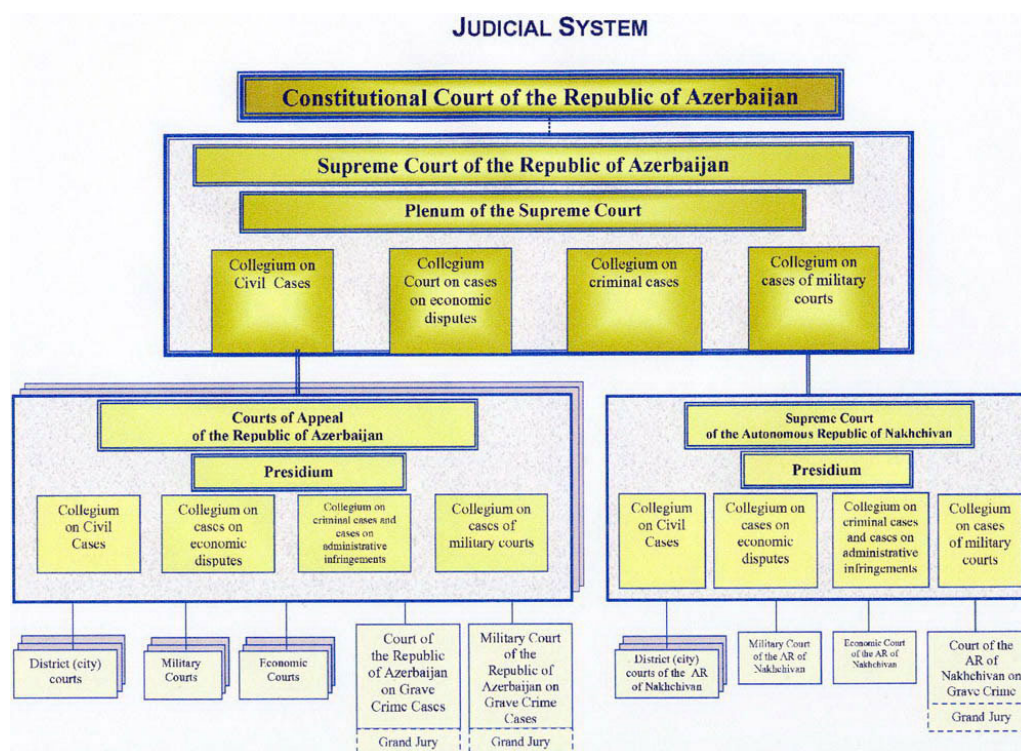 JUDICIAL SYSTEM
Constitutional Court of the Republic of Azerbaijan
Supreme Court of the Republic of Azerbaijan
Plenum of the Supreme Court
Collegium on
Civil Cases
Collegium
Court on cases
on economic
disputes
Collegium on
criminal cases
Collegium on
cases of military
courts
Courts of Appeal
of the Republic of Azerbaijan
Presidium
Collegium
on Civil
Cases
Collegium on
cases on
economic
disputes
Collegium on
criminal cases and
cases on
administrative
infringements
Collegium on
cases of
military courts
Supreme Court
of the Autonomous Republic of Nakhchivan
Presidium
Collegium
on Civil
Cases
Collegium on
cases on
economic
disputes
Collegium on
criminal cases
and cases on
administrative
infringements
Collegium
on cases
of military
courts
District (city)
courts
Military
Courts
Economic
Courts
Court of
the Republic
of Azerbaijan
on Grave
Crime Cases
Grand Jury
Military Court
of the
Republic of
Azerbaijan on
Grave Crime
Cases
Grand Jury
District (city)
courts of the AR
of Nakhchivan
Military Court
of the AR of
Nakhchivan
Economic Court
of the AR of
Nakhchivan
Court of the
AR of
Nakhchivan on
Grave Crime
Grand Jury